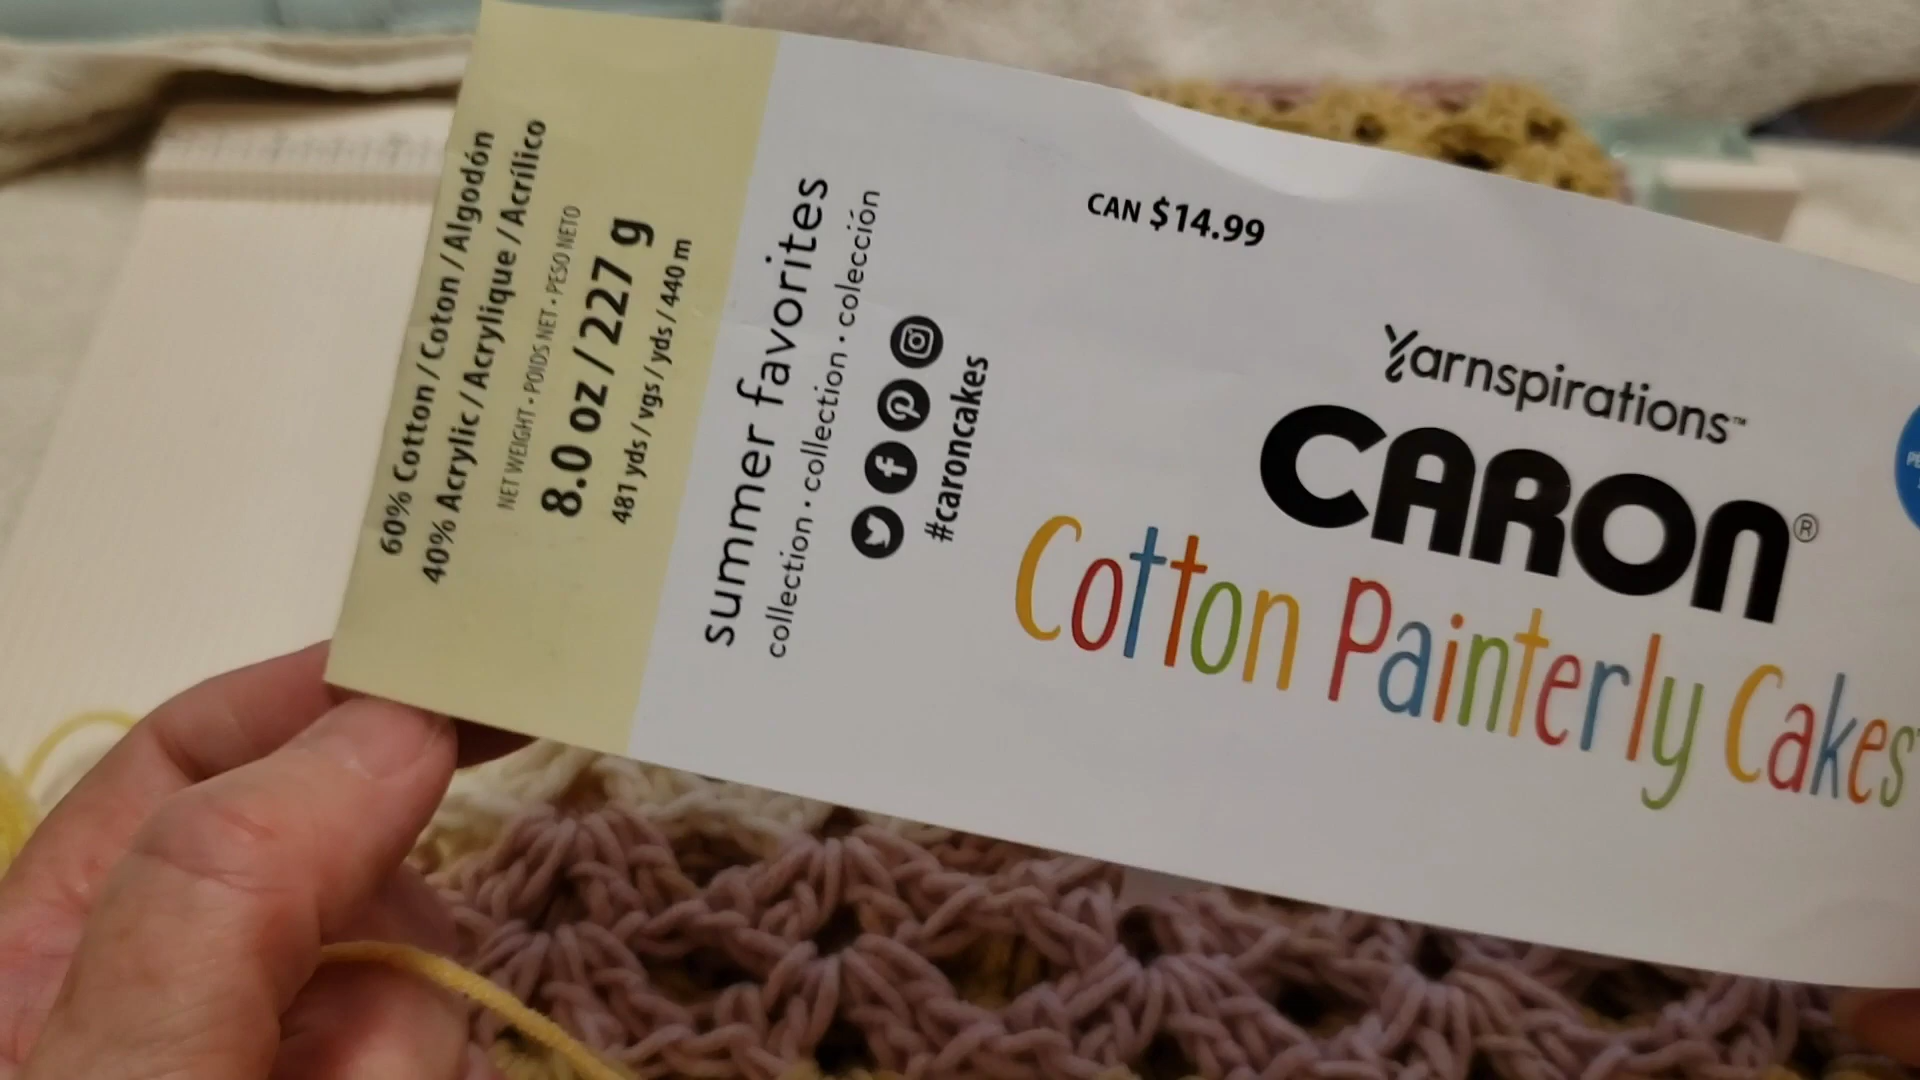 60% Cotton / Coton / Algodón
40% Acrylic / Acrylique / Acrílico
NET WEIGHT • POIDS NET • PESO NETO
8.0 oz / 227 g
481 yds / vgs / yds / 440 m
summer favorites
collection • collection • colección
#caroncakes
CAN $14.99
Yarnspirations™
CARON®
Cotton Painterly Cakes